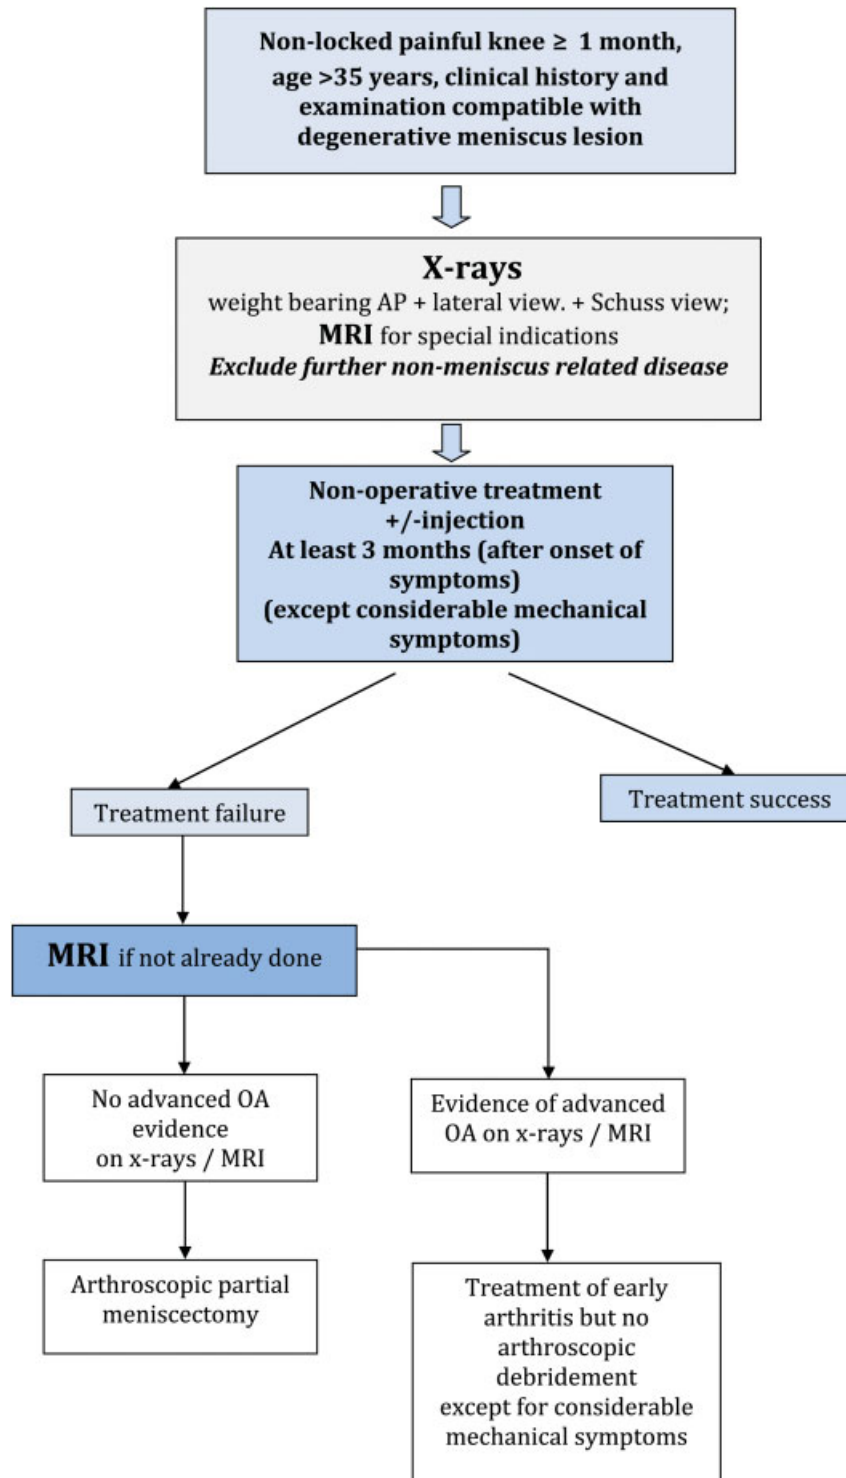 Non-locked painful knee ≥ 1 month,
age >35 years, clinical history and
examination compatible with
degenerative meniscus lesion
X-rays
weight bearing AP + lateral view. + Schuss view;
MRI for special indications
Exclude further non-meniscus related disease
Non-operative treatment
+/-injection
At least 3 months (after onset of
symptoms)
(except considerable mechanical
symptoms)
Treatment failure
Treatment success
MRI if not already done
No advanced OA
evidence
on x-rays / MRI
Evidence of advanced
OA on x-rays / MRI
Arthroscopic partial
meniscectomy
Treatment of early
arthritis but no
arthroscopic
debridement
except for considerable
mechanical symptoms